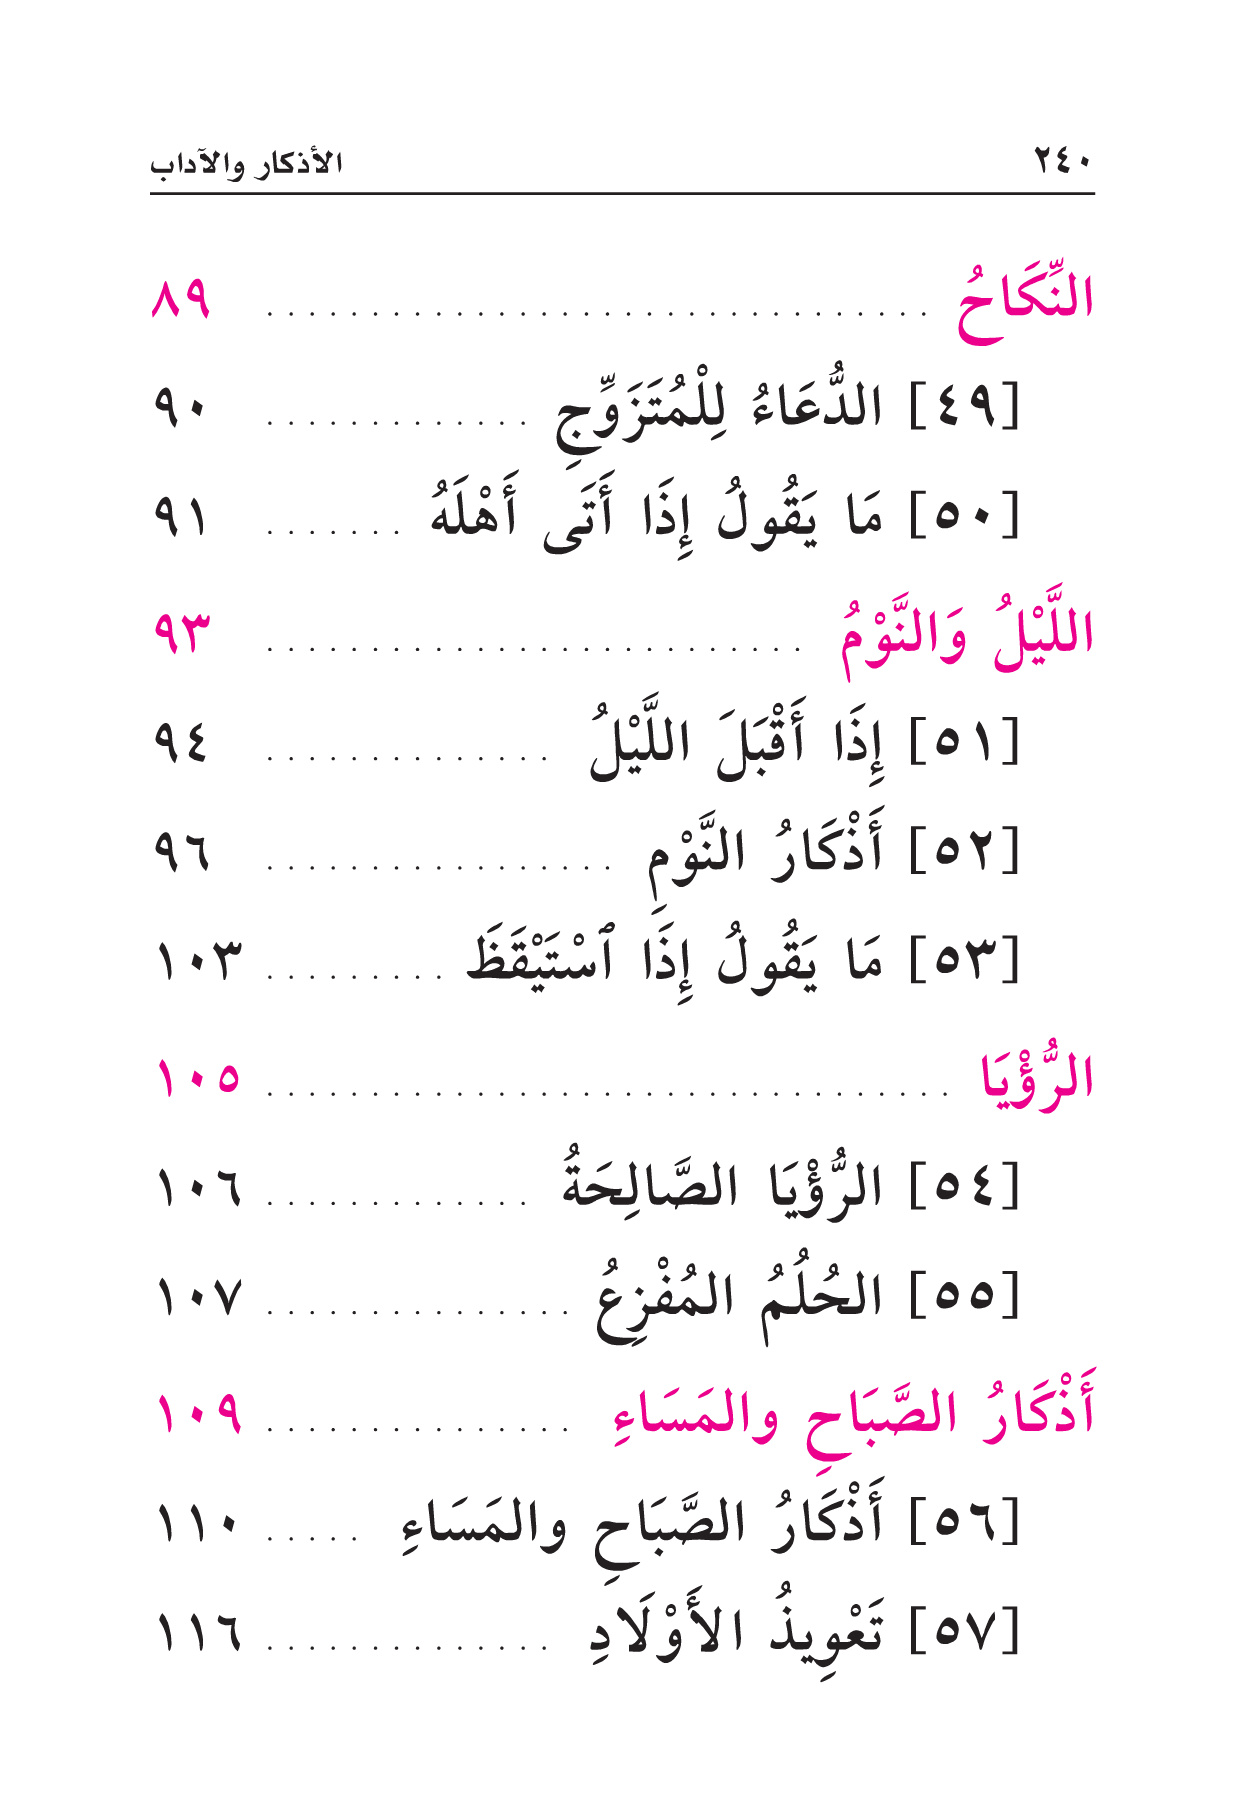 ٢٤٠ الأذكار والآداب
النِّكَاحُ . . . . . . . . . . . . . . . . . . . . . . . . . . . . . . . . ٨٩
[٤٩] الدُّعَاءُ لِلْمُتَزَوِّجِ . . . . . . . . . . . . . ٩٠
[٥٠] مَا يَقُولُ إِذَا أَتَى أَهْلَهُ . . . . . . . ٩١
اللَّيْلُ وَالنَّوْمُ . . . . . . . . . . . . . . . . . . . . . . . . . . ٩٣
[٥١] إِذَا أَقْبَلَ اللَّيْلُ . . . . . . . . . . . . . . ٩٤
[٥٢] أَذْكَارُ النَّوْمِ . . . . . . . . . . . . . . . . . ٩٦
[٥٣] مَا يَقُولُ إِذَا ٱسْتَيْقَظَ . . . . . . . . . ١٠٣
الرُّؤْيَا . . . . . . . . . . . . . . . . . . . . . . . . . . . . . . . . . ١٠٥
[٥٤] الرُّؤْيَا الصَّالِحَةُ . . . . . . . . . . . . . ١٠٦
[٥٥] الحُلُمُ المُفْزِعُ . . . . . . . . . . . . . . . ١٠٧
أَذْكَارُ الصَّبَاحِ والمَسَاءِ . . . . . . . . . . . . . . . ١٠٩
[٥٦] أَذْكَارُ الصَّبَاحِ والمَسَاءِ . . . . . ١١٠
[٥٧] تَعْوِيذُ الأَوْلَادِ . . . . . . . . . . . . . . ١١٦